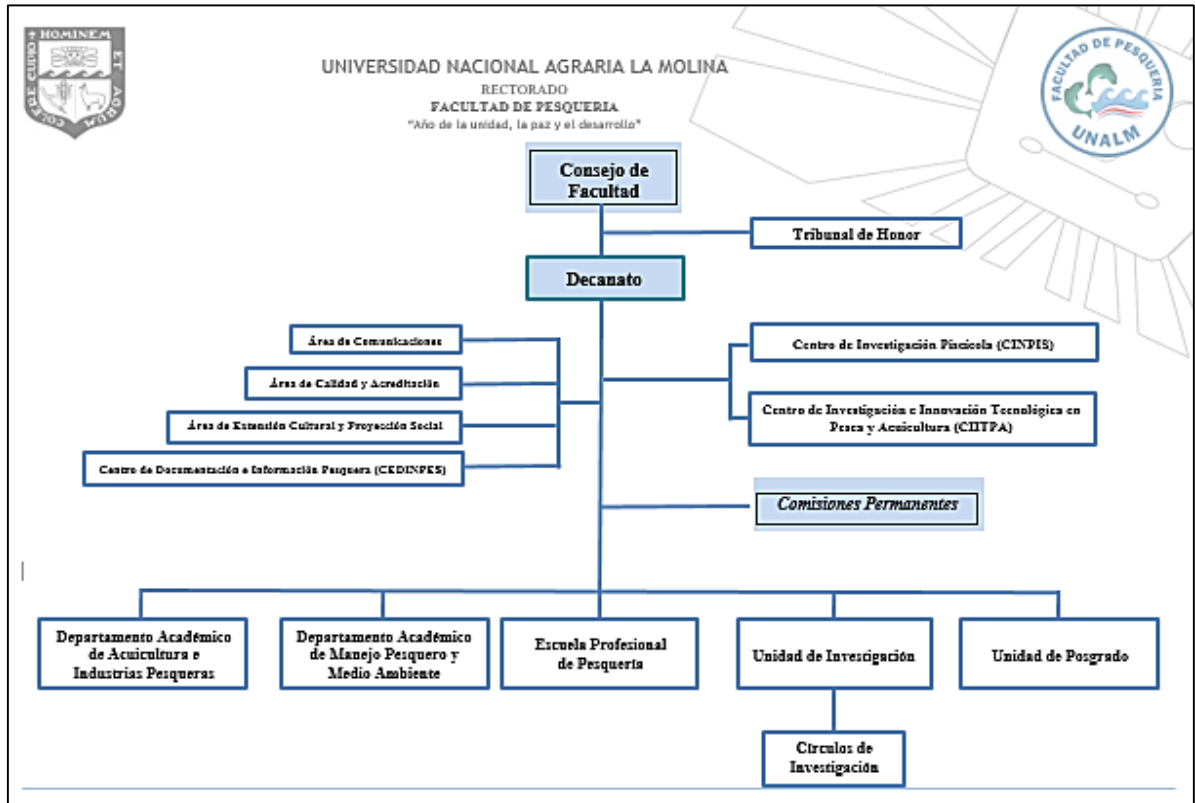 COLERE CUPIO + HOMINEM ET AGRUM
UNIVERSIDAD NACIONAL AGRARIA LA MOLINA
RECTORADO
FACULTAD DE PESQUERIA
"Año de la unidad, la paz y el desarrollo"
FACULTAD DE PESQUERIA
UNALM
Consejo de
Facultad
Tribunal de Honor
Decanato
Área de Comunicaciones
Área de Calidad y Acreditación
Área de Extensión Cultural y Proyección Social
Centro de Documentación e Información Pesquera (CEDINPES)
Centro de Investigación Piscícola (CINPIS)
Centro de Investigación e Innovación Tecnológica en
Pesca y Acuicultura (CIITPA)
Comisiones Permanentes
Departamento Académico
de Acuicultura e
Industrias Pesqueras
Departamento Académico
de Manejo Pesquero y
Medio Ambiente
Escuela Profesional
de Pesquería
Unidad de Investigación
Unidad de Posgrado
Círculos de
Investigación